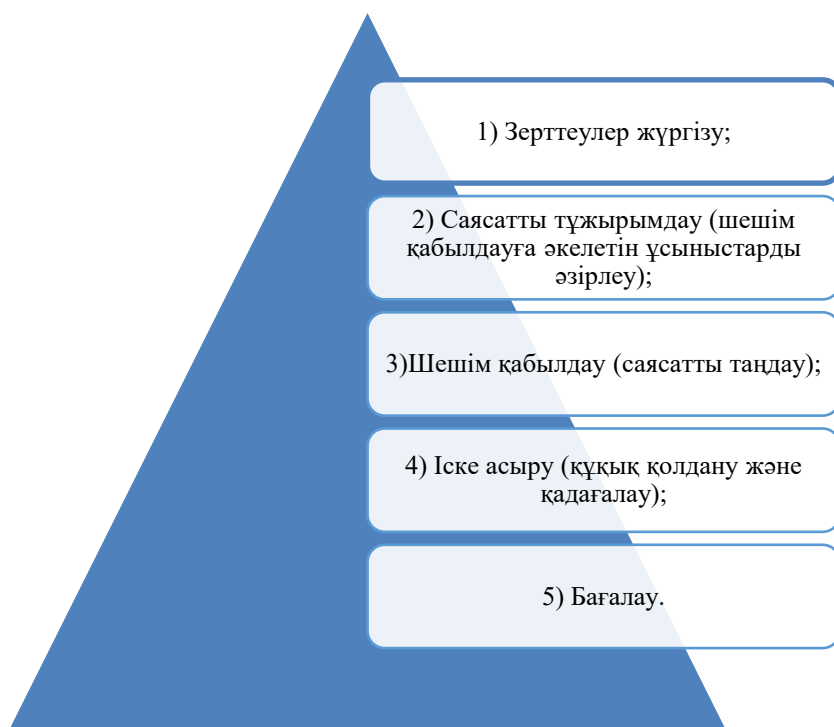 1) Зерттеулер жүргізу;
2) Саясатты тұжырымдау (шешім
қабылдауға әкелетін ұсыныстарды
әзірлеу);
3)Шешім қабылдау (саясатты таңдау);
4) Іске асыру (құқық қолдану және
қадағалау);
5) Бағалау.